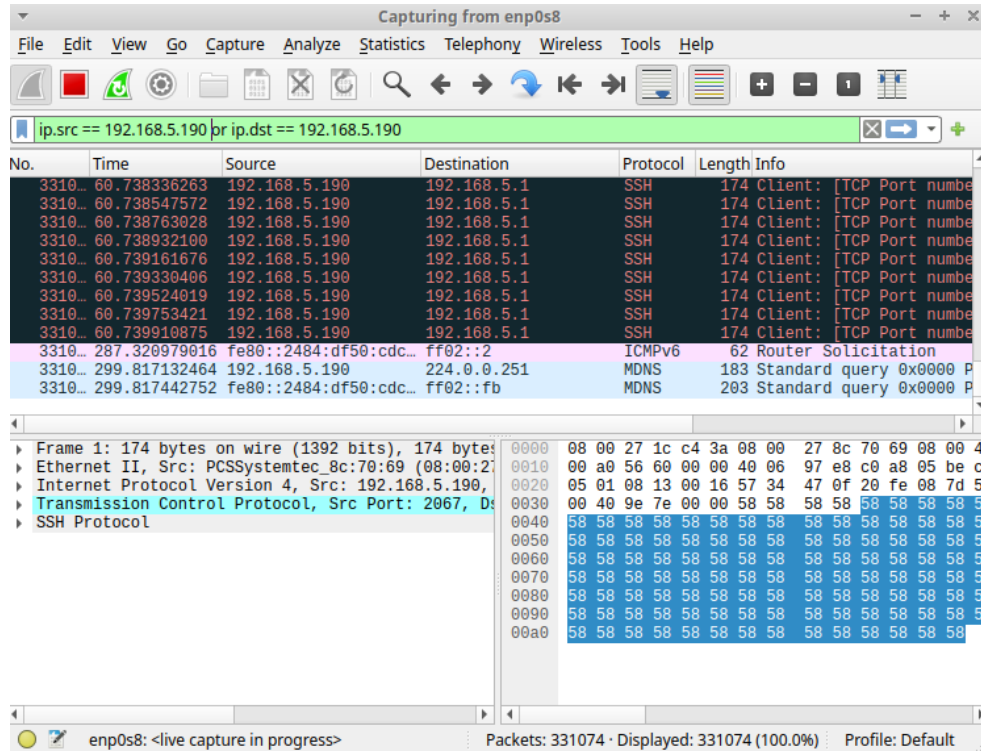 Capturing from enp0s8
File Edit View Go Capture Analyze Statistics Telephony Wireless Tools Help
ip.src == 192.168.5.190 or ip.dst == 192.168.5.190
No. Time Source Destination Protocol Length Info
3310… 60.738336263 192.168.5.190 192.168.5.1 SSH 174 Client: [TCP Port numbe
3310… 60.738547572 192.168.5.190 192.168.5.1 SSH 174 Client: [TCP Port numbe
3310… 60.738763028 192.168.5.190 192.168.5.1 SSH 174 Client: [TCP Port numbe
3310… 60.738932100 192.168.5.190 192.168.5.1 SSH 174 Client: [TCP Port numbe
3310… 60.739161676 192.168.5.190 192.168.5.1 SSH 174 Client: [TCP Port numbe
3310… 60.739330406 192.168.5.190 192.168.5.1 SSH 174 Client: [TCP Port numbe
3310… 60.739524019 192.168.5.190 192.168.5.1 SSH 174 Client: [TCP Port numbe
3310… 60.739753421 192.168.5.190 192.168.5.1 SSH 174 Client: [TCP Port numbe
3310… 60.739910875 192.168.5.190 192.168.5.1 SSH 174 Client: [TCP Port numbe
3310… 287.320979016 fe80::2484:df50:cdc… ff02::2 ICMPv6 62 Router Solicitation
3310… 299.817132464 192.168.5.190 224.0.0.251 MDNS 183 Standard query 0x0000 P
3310… 299.817442752 fe80::2484:df50:cdc… ff02::fb MDNS 203 Standard query 0x0000 P
Frame 1: 174 bytes on wire (1392 bits), 174 bytes
Ethernet II, Src: PCSSystemtec_8c:70:69 (08:00:27
Internet Protocol Version 4, Src: 192.168.5.190,
Transmission Control Protocol, Src Port: 2067, Ds
SSH Protocol
0000 08 00 27 1c c4 3a 08 00 27 8c 70 69 08 00 4
0010 00 a0 56 60 00 00 40 06 97 e8 c0 a8 05 be c
0020 05 01 08 13 00 16 57 34 47 0f 20 fe 08 7d 5
0030 00 40 9e 7e 00 00 58 58 58 58 58 58 58 58 5
0040 58 58 58 58 58 58 58 58 58 58 58 58 58 58 5
0050 58 58 58 58 58 58 58 58 58 58 58 58 58 58 5
0060 58 58 58 58 58 58 58 58 58 58 58 58 58 58 5
0070 58 58 58 58 58 58 58 58 58 58 58 58 58 58 5
0080 58 58 58 58 58 58 58 58 58 58 58 58 58 58 5
0090 58 58 58 58 58 58 58 58 58 58 58 58 58 58 5
00a0 58 58 58 58 58 58 58 58 58 58 58 58 58 58
enp0s8: <live capture in progress> Packets: 331074 · Displayed: 331074 (100.0%) Profile: Default